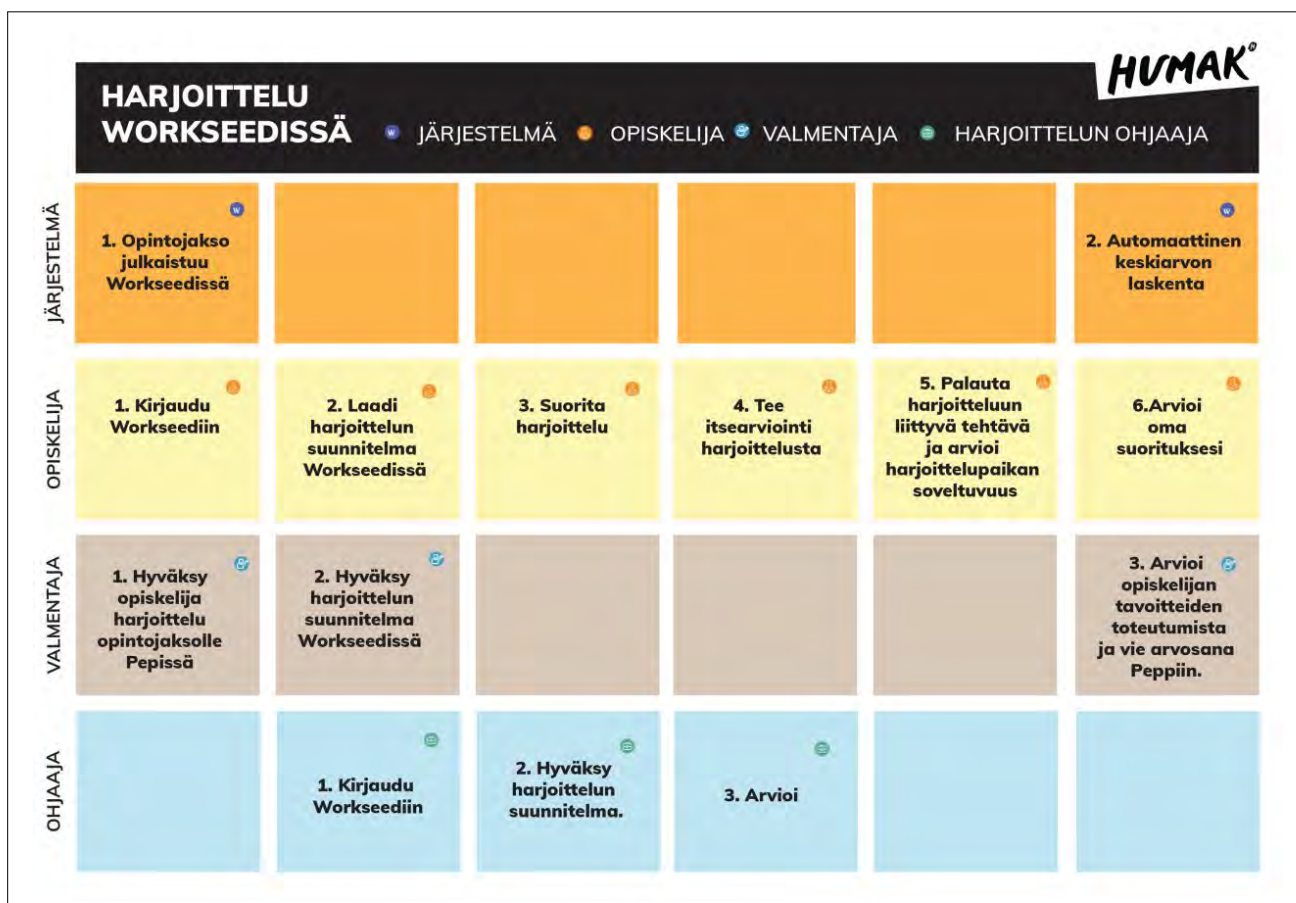 HUMAK
HARJOITTELU
WORKSEEDISSÄ
JÄRJESTELMÄ
OPISKELIJA
VALMENTAJA
HARJOITTELUN OHJAAJA
JÄRJESTELMÄ
1. Opintojakso
julkaistuu
Workseedissä
W
2. Automaattinen
keskiarvon
laskenta
W
OPISKELIJA
1. Kirjaudu
Workseediin
2. Laadi
harjoittelun
suunnitelma
Workseedissä
3. Suorita
harjoittelu
4. Tee
itsearviointi
harjoittelusta
5. Palauta
harjoitteluun
liittyvä tehtävä
ja arvioi
harjoittelupaikan
soveltuvuus
6.Arvioi
oma
suorituksesi
VALMENTAJA
1. Hyväksy
opiskelija
harjoittelu
opintojaksolle
Pepissä
2. Hyväksy
harjoittelun
suunnitelma
Workseedissä
3. Arvioi
opiskelijan
tavoitteiden
toteutumista
ja vie arvosana
Peppiin.
OHJAAJA
1. Kirjaudu
Workseediin
2. Hyväksy
harjoittelun
suunnitelma.
3. Arvioi